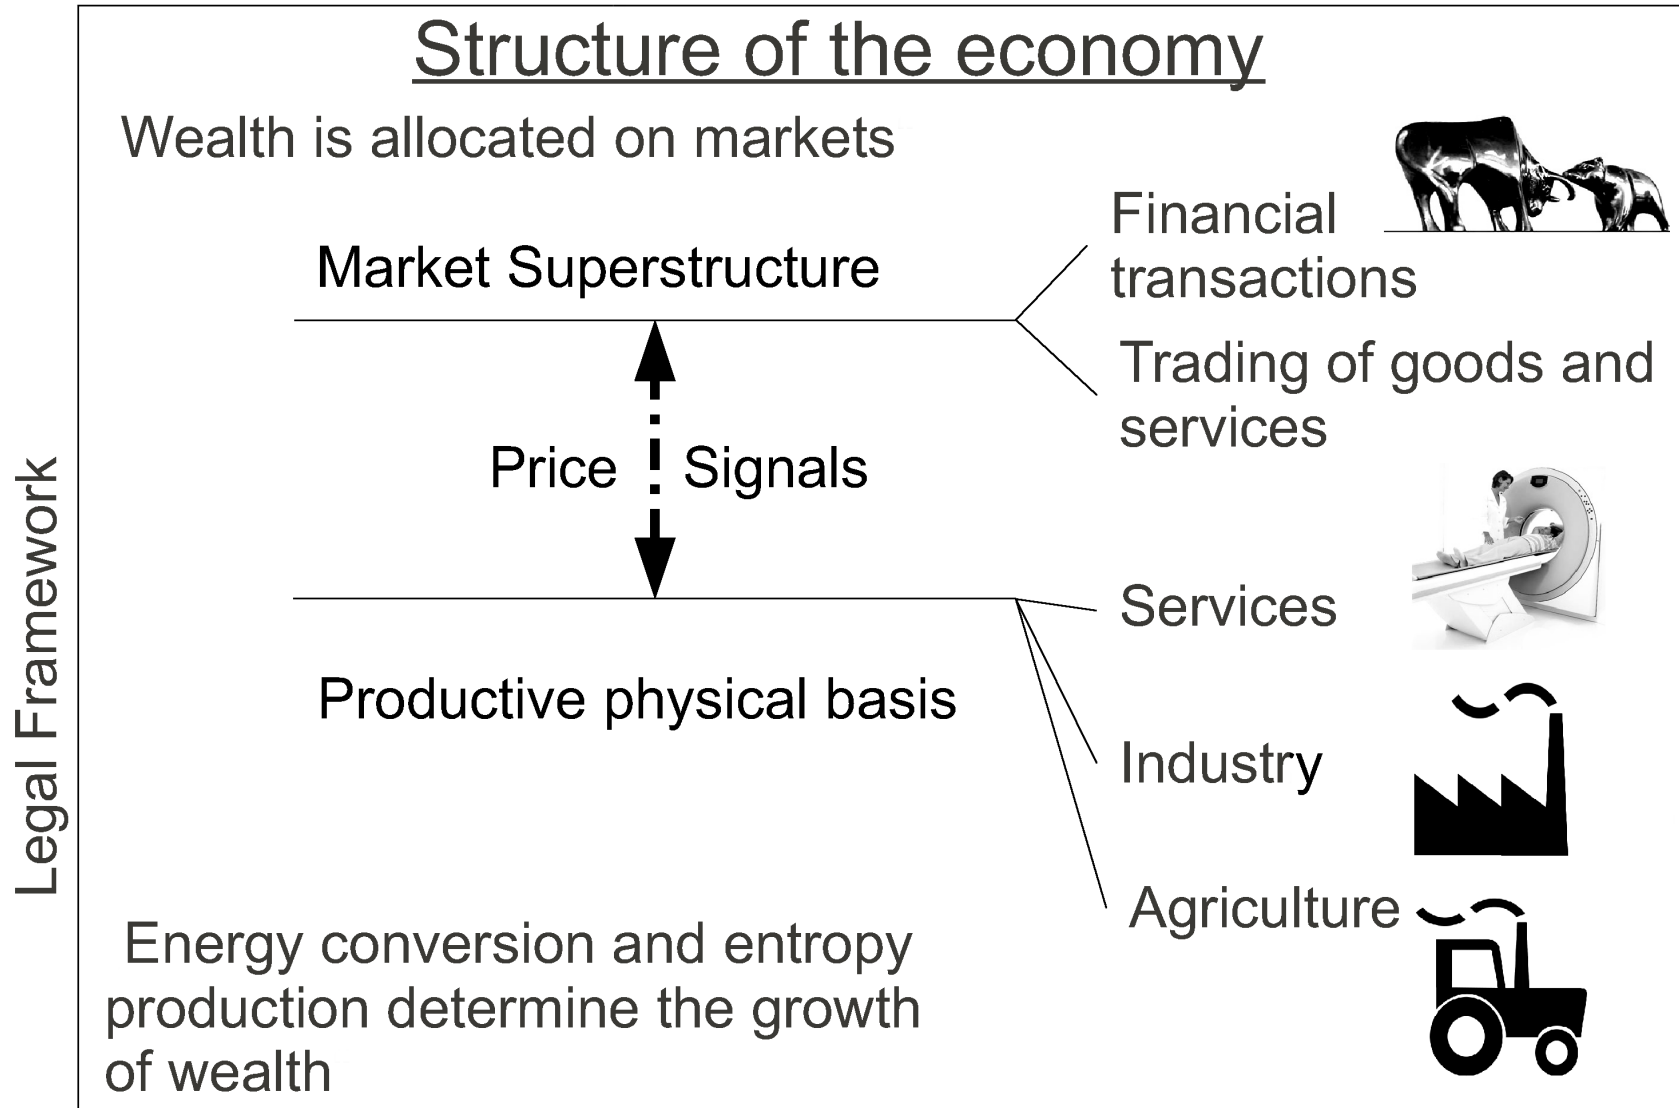 Structure of the economy
Wealth is allocated on markets
Financial
transactions
Market Superstructure
Trading of goods and
services
Price Signals
Services
Productive physical basis
Industry
Agriculture
Energy conversion and entropy
production determine the growth
of wealth
Legal Framework